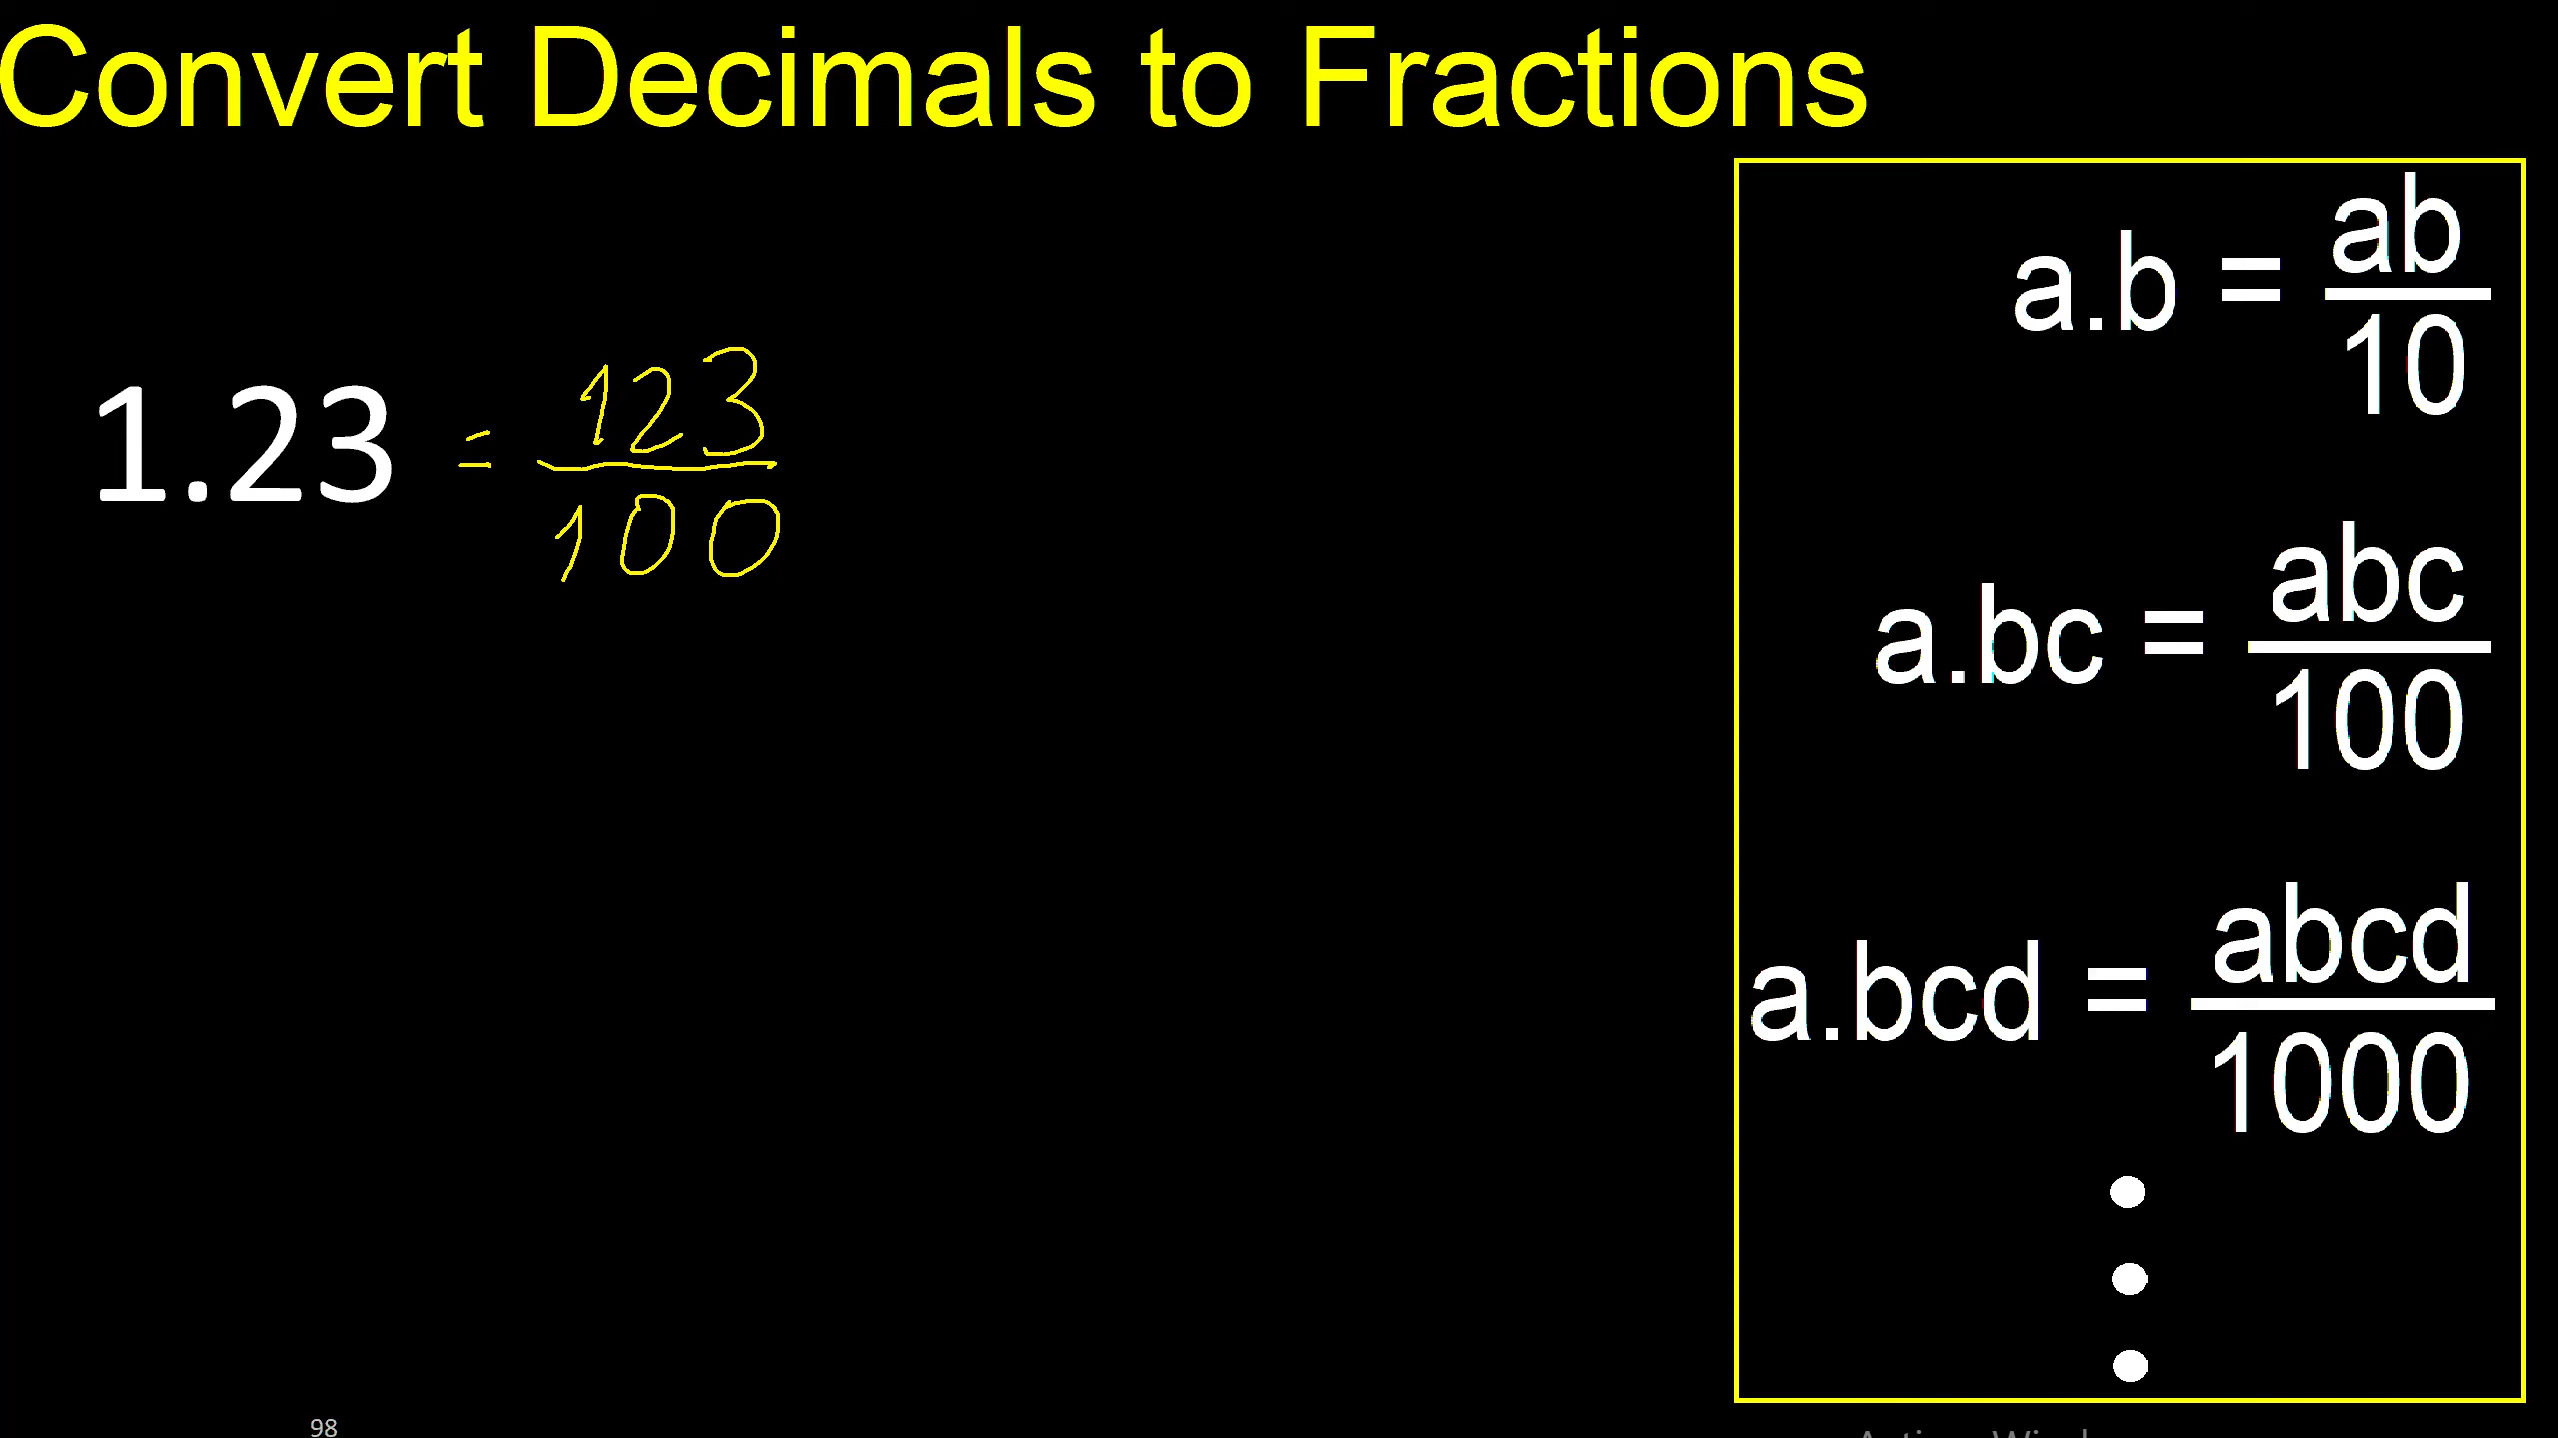 Convert Decimals to Fractions
1.23 = 123/100
a.b = ab/10
a.bc = abc/100
a.bcd = abcd/1000
98